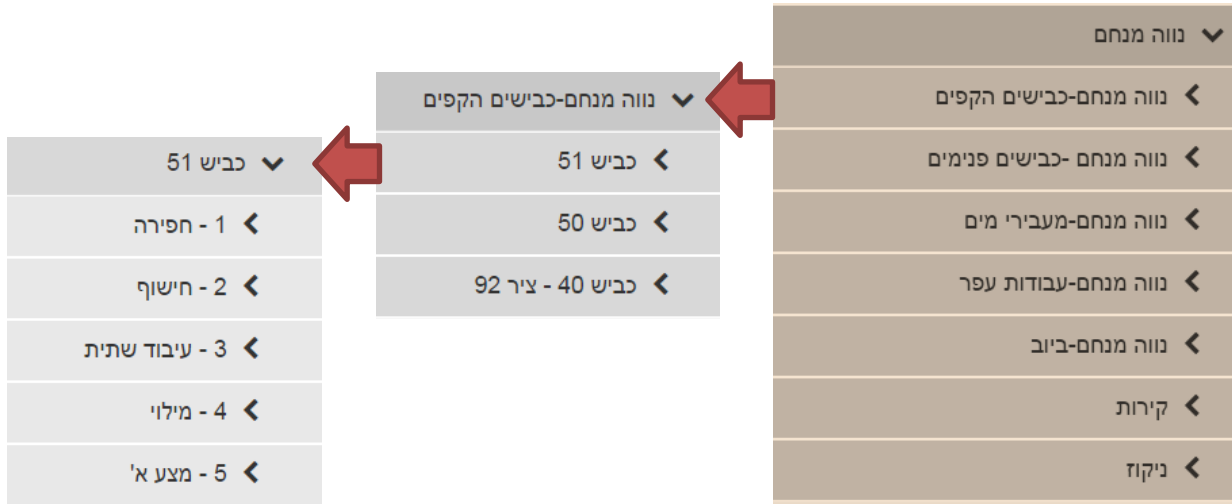 נווה מנחם
נווה מנחם-כבישים הקפים
נווה מנחם -כבישים פנימים
נווה מנחם-מעבירי מים
נווה מנחם-עבודות עפר
נווה מנחם-ביוב
קירות
ניקוז
נווה מנחם-כבישים הקפים
כביש 51
כביש 50
כביש 40 - ציר 92
כביש 51
1 - חפירה
2 - חישוף
3 - עיבוד שתית
4 - מילוי
5 - מצע א'